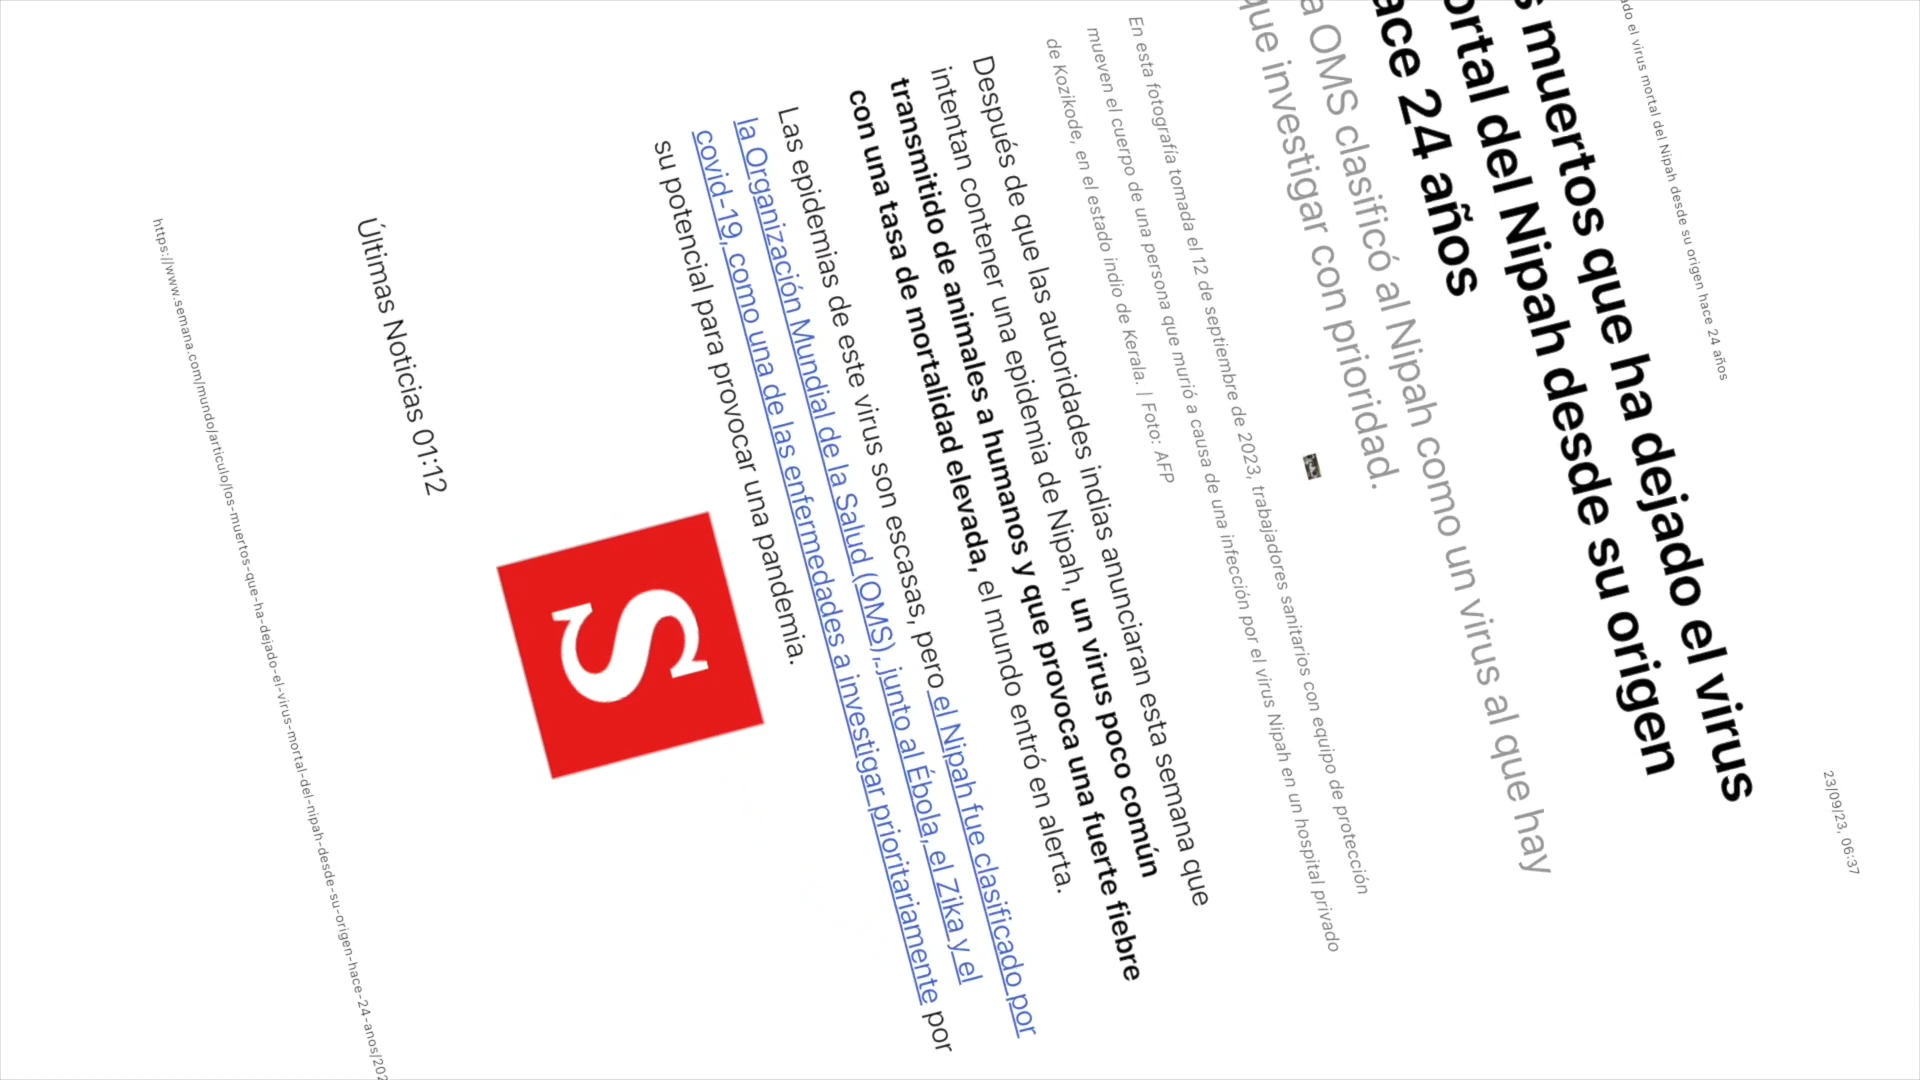 23/09/23, 06:37
el virus mortal del Nipah desde su origen hace 24 años
muertos que ha dejado el virus
del Nipah desde su origen
24 años
OMS clasificó al Nipah como un virus al que hay
que investigar con prioridad.
En esta fotografía tomada el 12 de septiembre de 2023, trabajadores sanitarios con equipo de protección
mueven el cuerpo de una persona que murió a causa de una infección por el virus Nipah en un hospital privado
de Kozikode, en el estado indio de Kerala. | Foto: AFP
Después de que las autoridades indias anunciaran esta semana que
intentan contener una epidemia de Nipah, un virus poco común
transmitido de animales a humanos y que provoca una fuerte fiebre
con una tasa de mortalidad elevada, el mundo entró en alerta.
Las epidemias de este virus son escasas, pero el Nipah fue clasificado por
la Organización Mundial de la Salud (OMS), junto al Ébola, el Zika y el
covid-19, como una de las enfermedades a investigar prioritariamente por
su potencial para provocar una pandemia.
S
Últimas Noticias 01:12
https://www.semana.com/mundo/articulo/los-muertos-que-ha-dejado-el-virus-mortal-del-nipah-desde-su-origen-hace-24-anos/202